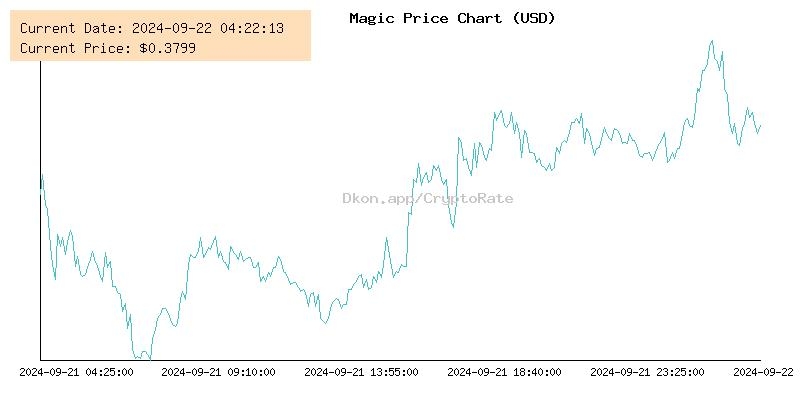 Magic Price Chart (USD)
Current Date: 2024-09-22 04:22:13
Current Price: $0.3799
Dkon.app/CryptoRate
2024-09-21 04:25:00 2024-09-21 09:10:00 2024-09-21 13:55:00 2024-09-21 18:40:00 2024-09-21 23:25:00 2024-09-22